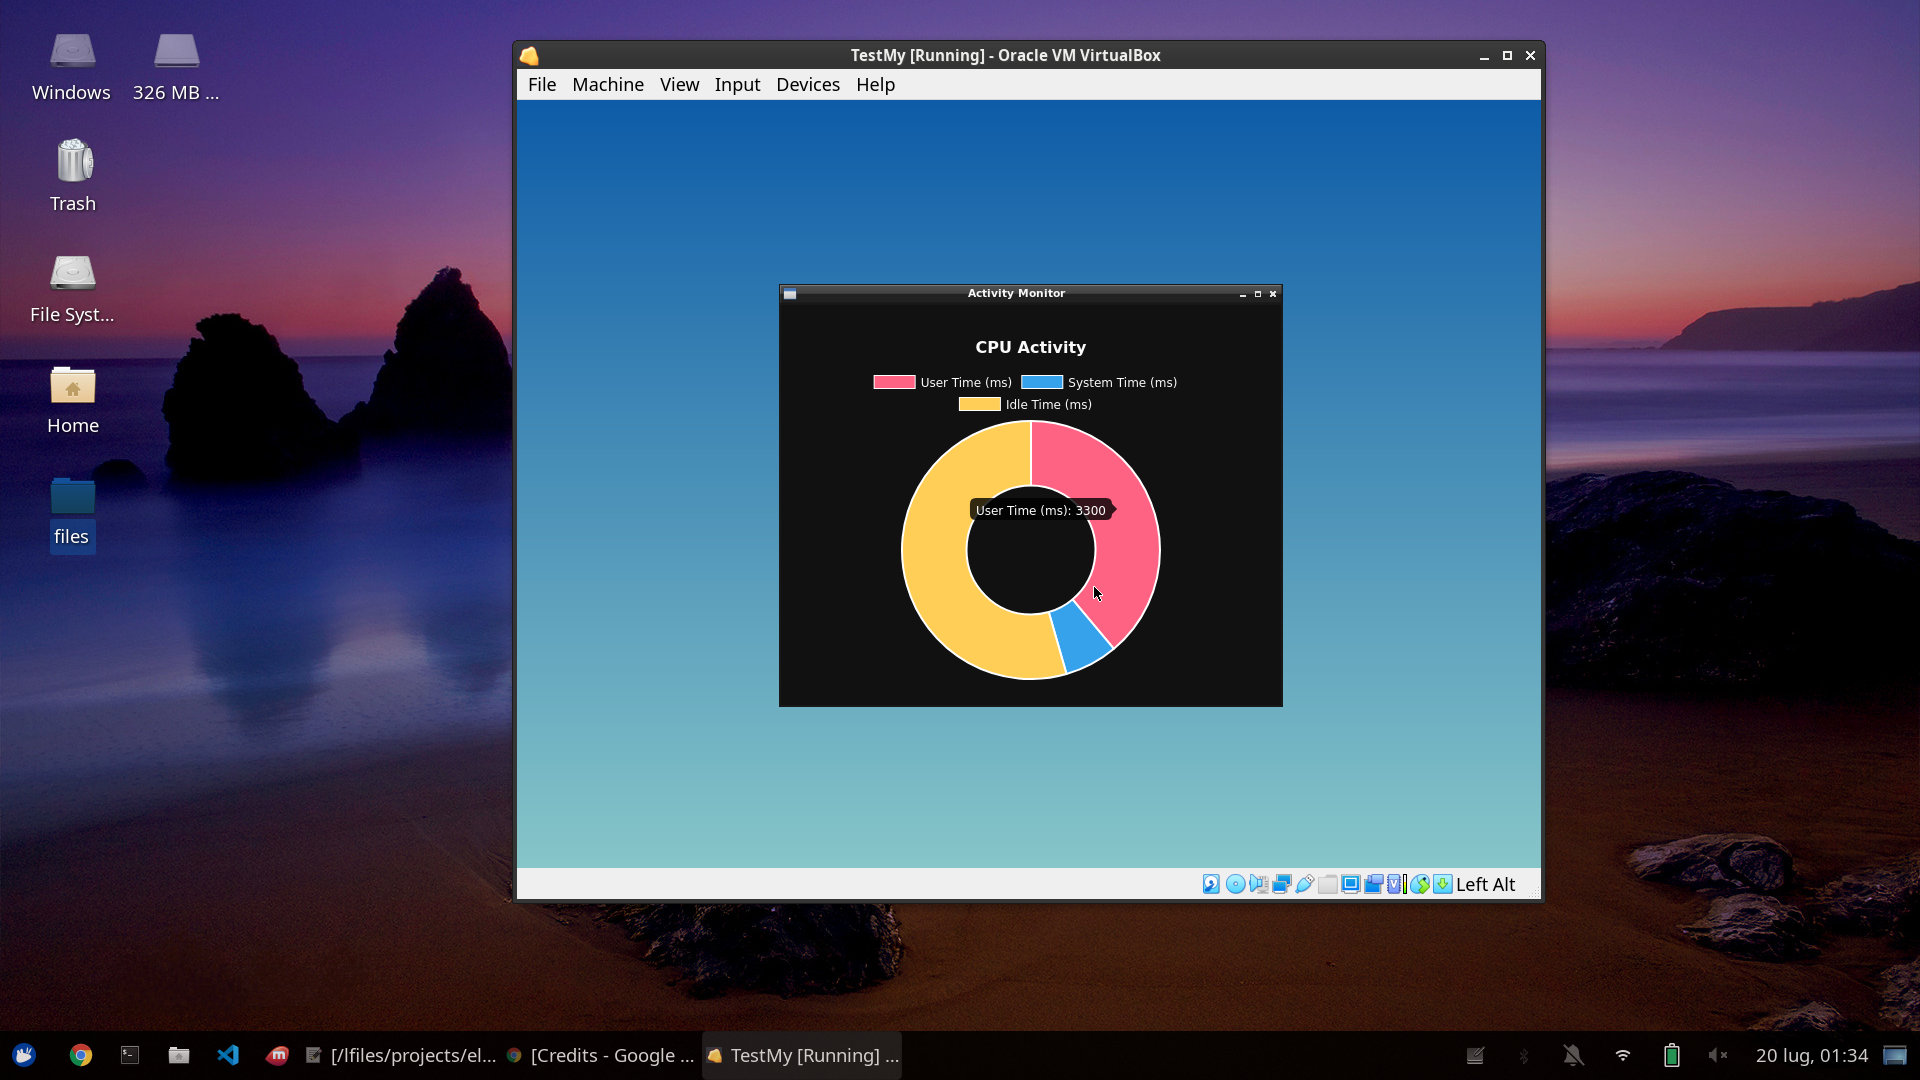 Windows
326 MB ...
Trash
File Syst...
Home
files
TestMy [Running] - Oracle VM VirtualBox
File Machine View Input Devices Help
Activity Monitor
CPU Activity
User Time (ms) System Time (ms)
Idle Time (ms)
User Time (ms): 3300
Left Alt
[/lfiles/projects/el... [Credits - Google ... TestMy [Running] ... 20 lug, 01:34